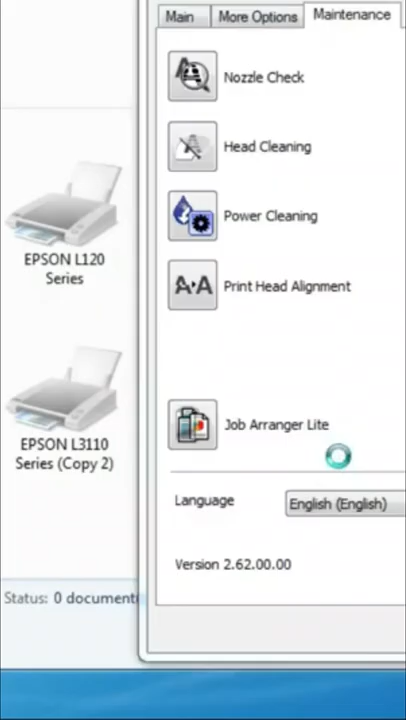 Main
More Options
Maintenance
Nozzle Check
Head Cleaning
Power Cleaning
Print Head Alignment
Job Arranger Lite
Language
English (English)
Version 2.62.00.00
EPSON L120
Series
EPSON L3110
Series (Copy 2)
Status: 0 document